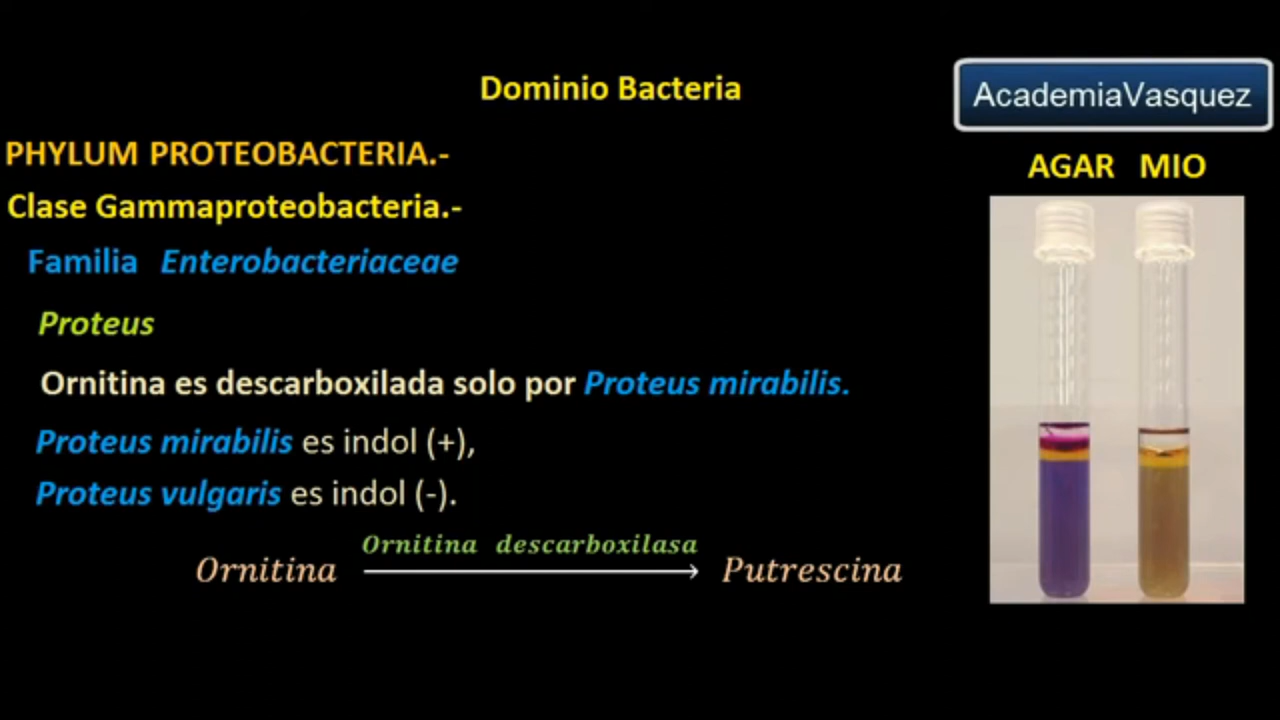 Dominio Bacteria
AcademiaVasquez
PHYLUM PROTEOBACTERIA.-
AGAR MIO
Clase Gammaproteobacteria.-
Familia Enterobacteriaceae
Proteus
Ornitina es descarboxilada solo por Proteus mirabilis.
Proteus mirabilis es indol (+),
Proteus vulgaris es indol (-).
Ornitina descarboxilasa
Ornitina → Putrescina